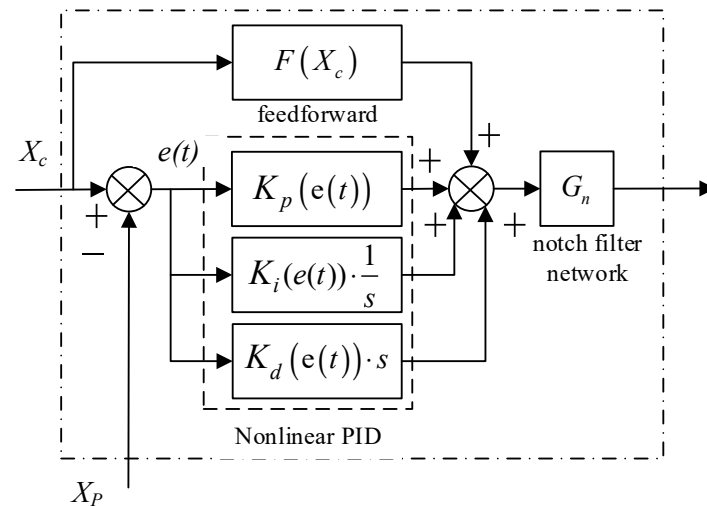 F(X_c)
feedforward
X_c
e(t)
+
−
K_p(e(t))
K_i(e(t))·1/s
K_d(e(t))·s
Nonlinear PID
+
+
+
+
G_n
notch filter
network
X_P